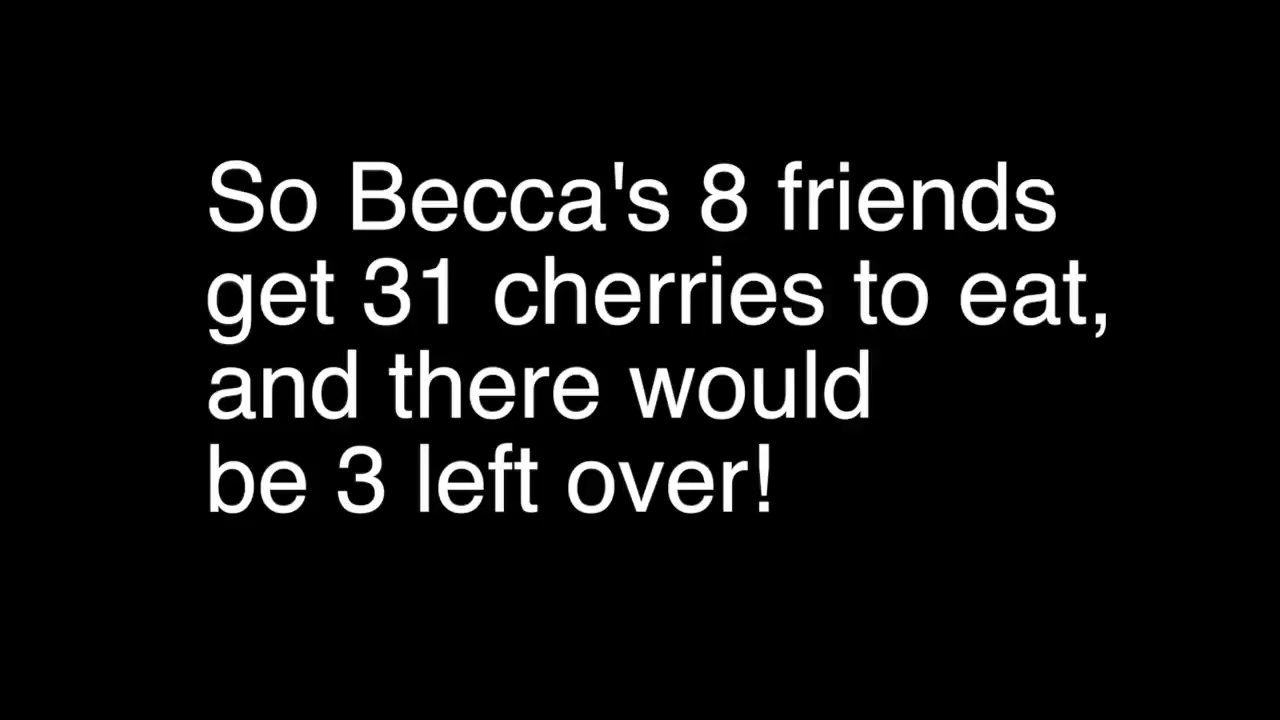 So Becca's 8 friends
get 31 cherries to eat,
and there would
be 3 left over!